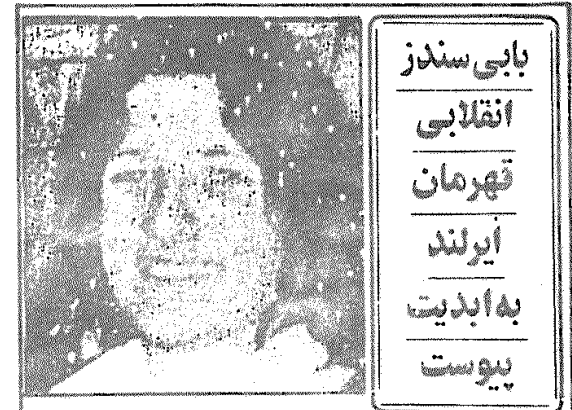 بابی سندز
انقلابی
قهرمان
ایرلند
به ابدیت
پیوست